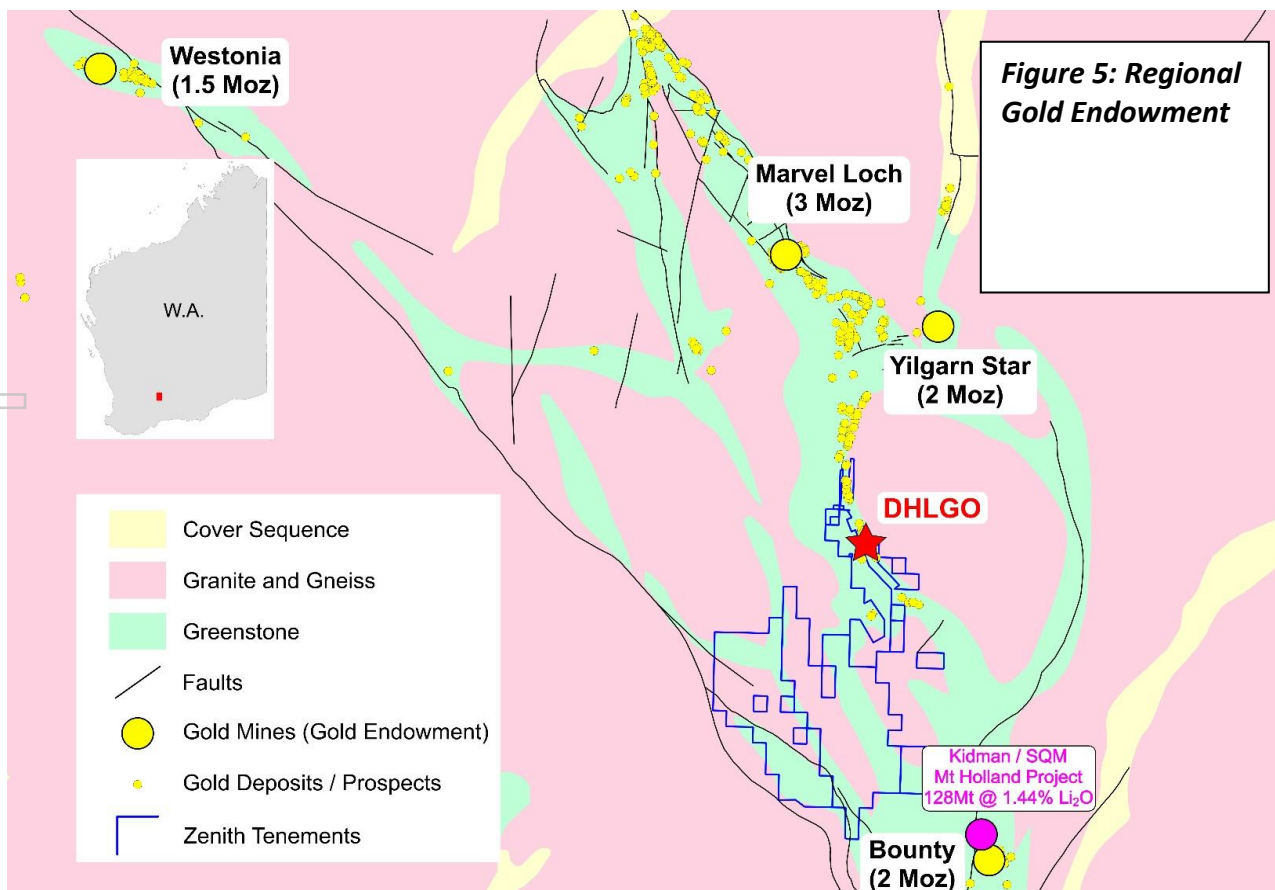 Westonia
(1.5 Moz)
Figure 5: Regional
Gold Endowment
Marvel Loch
(3 Moz)
W.A.
Yilgarn Star
(2 Moz)
DHLGO
Cover Sequence
Granite and Gneiss
Greenstone
Faults
Gold Mines (Gold Endowment)
Gold Deposits / Prospects
Zenith Tenements
Kidman / SQM
Mt Holland Project
128Mt @ 1.44% Li₂O
Bounty
(2 Moz)